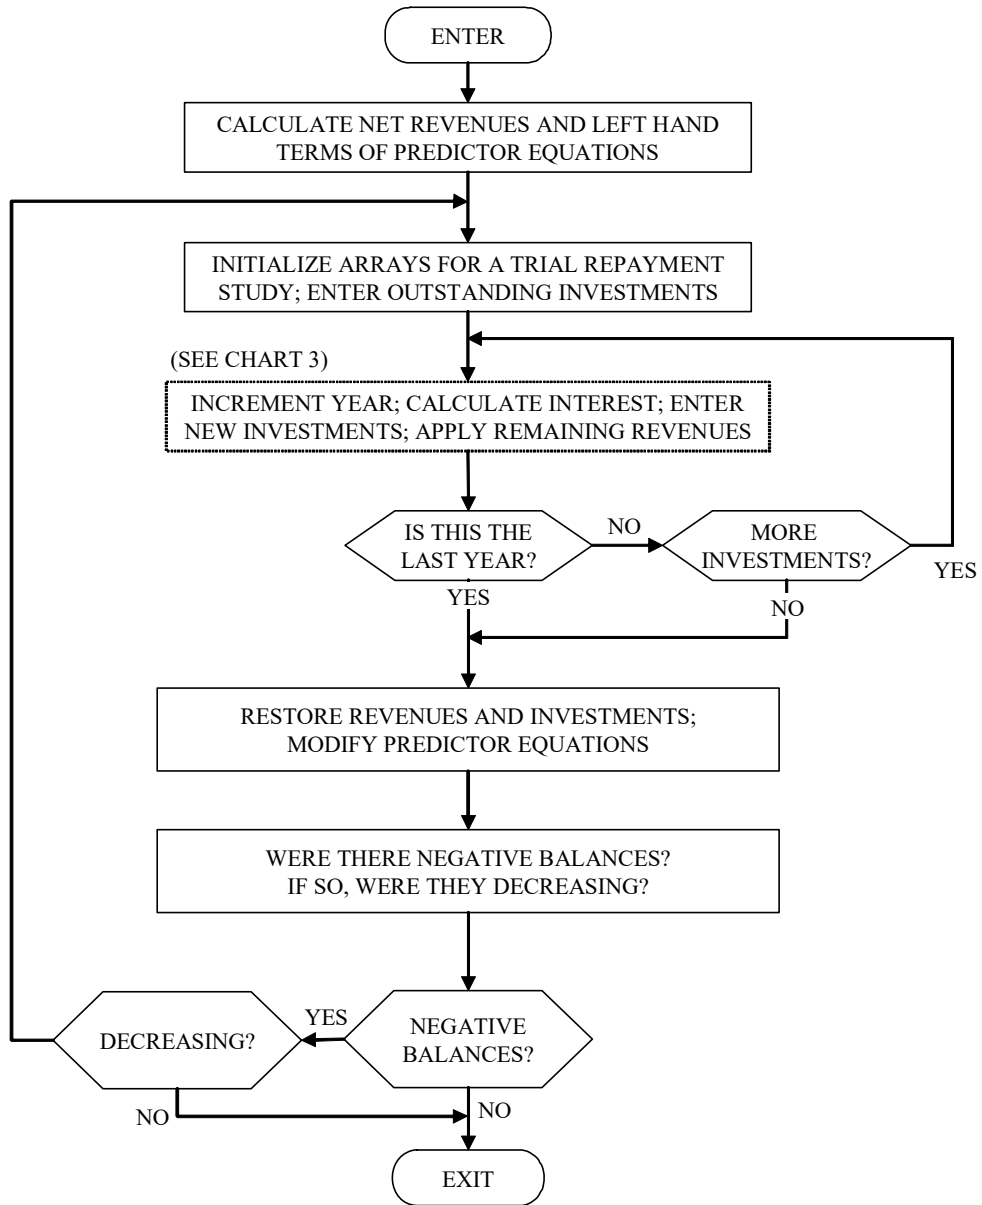 ENTER
CALCULATE NET REVENUES AND LEFT HAND
TERMS OF PREDICTOR EQUATIONS
INITIALIZE ARRAYS FOR A TRIAL REPAYMENT
STUDY; ENTER OUTSTANDING INVESTMENTS
(SEE CHART 3)
INCREMENT YEAR; CALCULATE INTEREST; ENTER
NEW INVESTMENTS; APPLY REMAINING REVENUES
IS THIS THE
LAST YEAR?
NO
MORE
INVESTMENTS?
YES
YES
NO
RESTORE REVENUES AND INVESTMENTS;
MODIFY PREDICTOR EQUATIONS
WERE THERE NEGATIVE BALANCES?
IF SO, WERE THEY DECREASING?
NEGATIVE
BALANCES?
YES
DECREASING?
NO
NO
EXIT